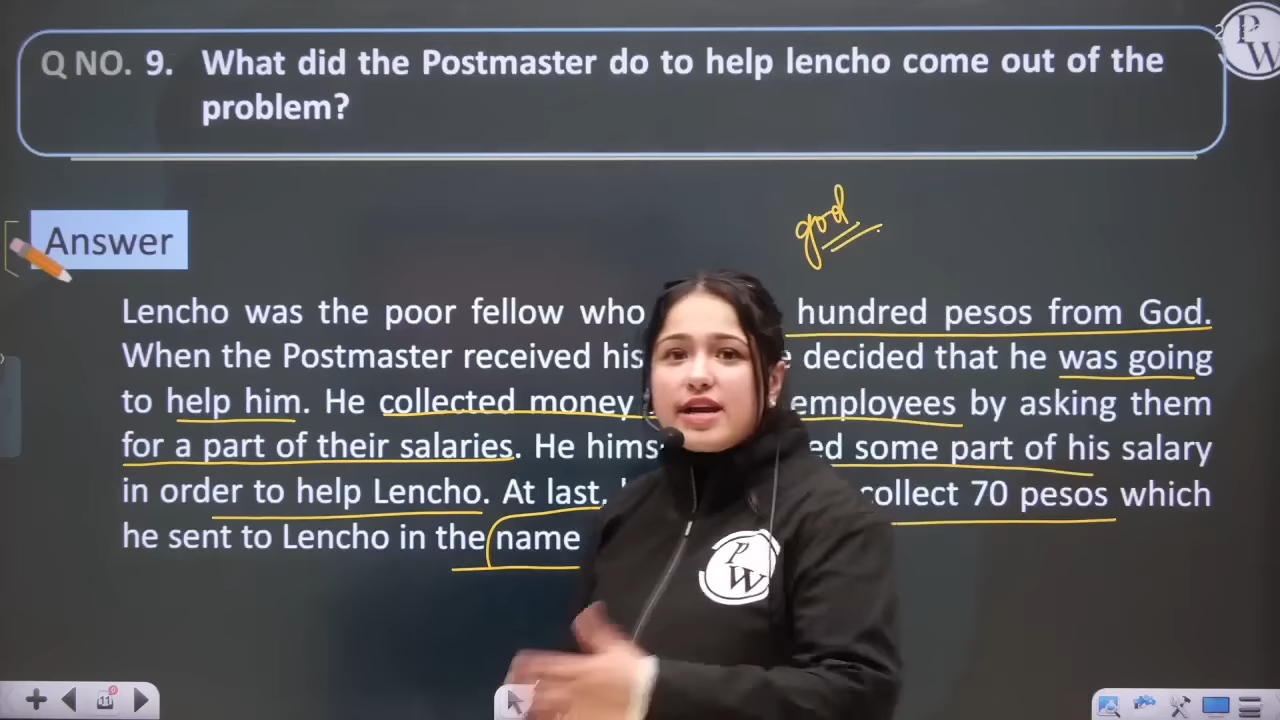 Q NO. 9. What did the Postmaster do to help lencho come out of the
problem?
PW
god
Answer
Lencho was the poor fellow who hundred pesos from God.
When the Postmaster received his decided that he was going
to help him. He collected money employees by asking them
for a part of their salaries. He some part of his salary
in order to help Lencho. At last, collect 70 pesos which
he sent to Lencho in the name
PW
11